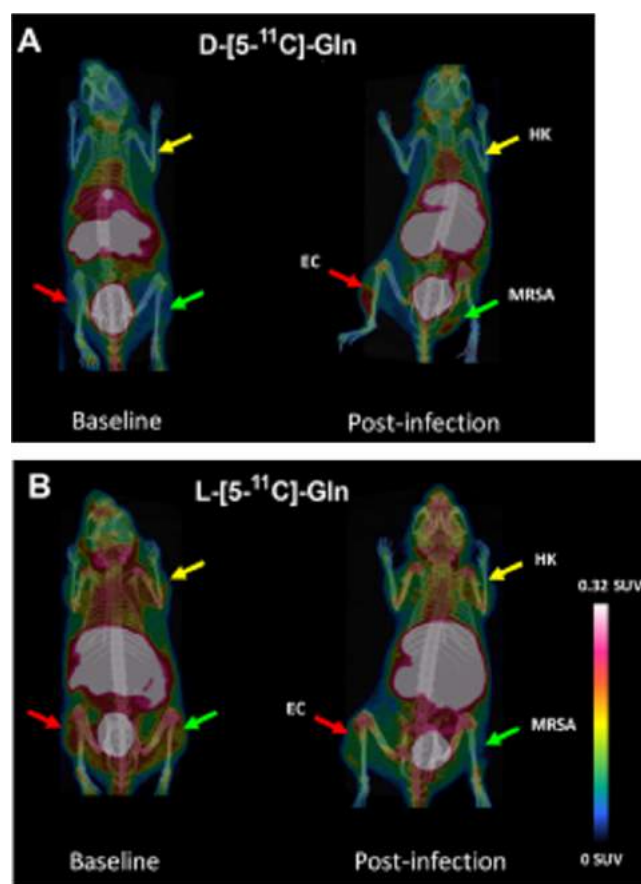 A
D-[5-¹¹C]-Gln
HK
EC
MRSA
Baseline
Post-infection
B
L-[5-¹¹C]-Gln
HK
0.32 SUV
EC
MRSA
0 SUV
Baseline
Post-infection